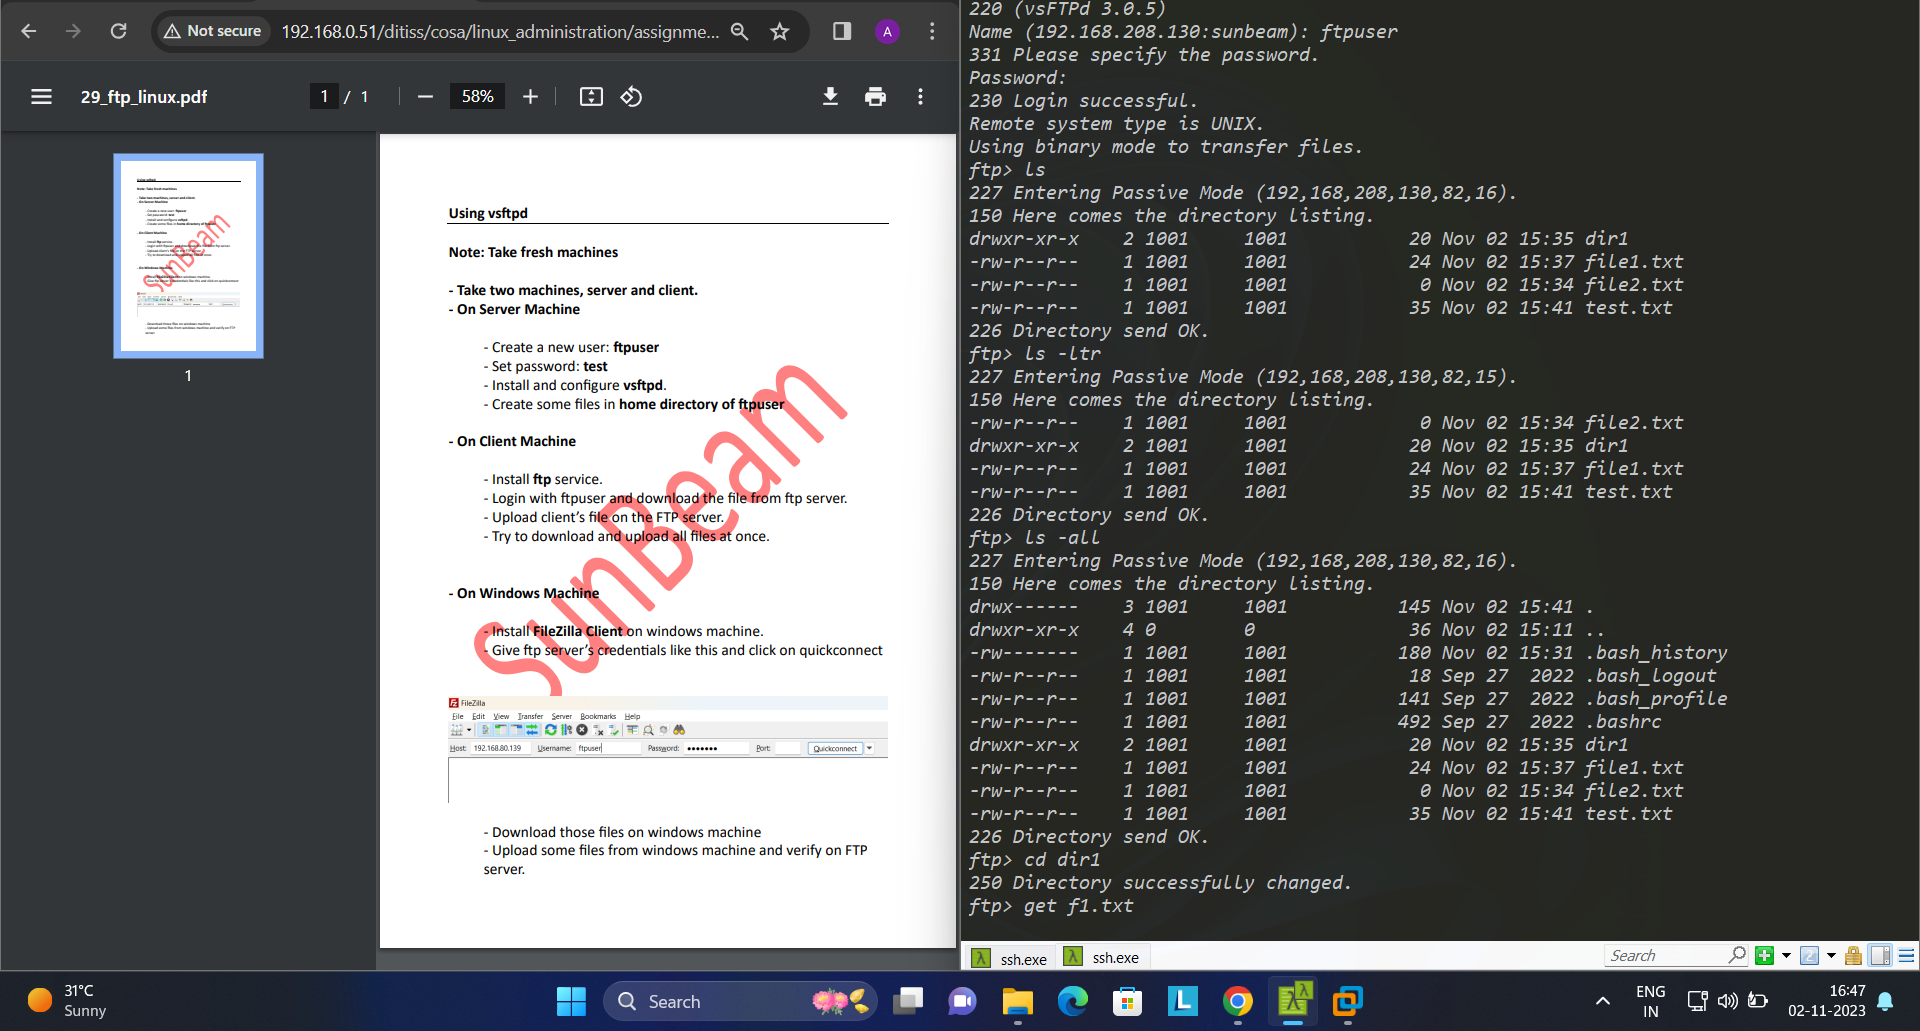 Not secure
192.168.0.51/ditiss/cosa/linux_administration/assignme...
A
29_ftp_linux.pdf
1 / 1
58%
1
Using vsftpd
Note: Take fresh machines
- Take two machines, server and client.
- On Server Machine
- Create a new user: ftpuser
- Set password: test
- Install and configure vsftpd.
- Create some files in home directory of ftpuser
- On Client Machine
- Install ftp service.
- Login with ftpuser and download the file from ftp server.
- Upload client's file on the FTP server.
- Try to download and upload all files at once.
- On Windows Machine
- Install FileZilla Client on windows machine.
- Give ftp server's credentials like this and click on quickconnect
SunBeam
FileZilla
File Edit View Transfer Server Bookmarks Help
Host: 192.168.80.139 Username: ftpuser Password: ●●●●●●● Port: Quickconnect
- Download those files on windows machine
- Upload some files from windows machine and verify on FTP
server.
220 (vsFTPd 3.0.5)
Name (192.168.208.130:sunbeam): ftpuser
331 Please specify the password.
Password:
230 Login successful.
Remote system type is UNIX.
Using binary mode to transfer files.
ftp> ls
227 Entering Passive Mode (192,168,208,130,82,16).
150 Here comes the directory listing.
drwxr-xr-x 2 1001 1001 20 Nov 02 15:35 dir1
-rw-r--r-- 1 1001 1001 24 Nov 02 15:37 file1.txt
-rw-r--r-- 1 1001 1001 0 Nov 02 15:34 file2.txt
-rw-r--r-- 1 1001 1001 35 Nov 02 15:41 test.txt
226 Directory send OK.
ftp> ls -ltr
227 Entering Passive Mode (192,168,208,130,82,15).
150 Here comes the directory listing.
-rw-r--r-- 1 1001 1001 0 Nov 02 15:34 file2.txt
drwxr-xr-x 2 1001 1001 20 Nov 02 15:35 dir1
-rw-r--r-- 1 1001 1001 24 Nov 02 15:37 file1.txt
-rw-r--r-- 1 1001 1001 35 Nov 02 15:41 test.txt
226 Directory send OK.
ftp> ls -all
227 Entering Passive Mode (192,168,208,130,82,16).
150 Here comes the directory listing.
drwx------ 3 1001 1001 145 Nov 02 15:41 .
drwxr-xr-x 4 0 0 36 Nov 02 15:11 ..
-rw------- 1 1001 1001 180 Nov 02 15:31 .bash_history
-rw-r--r-- 1 1001 1001 18 Sep 27 2022 .bash_logout
-rw-r--r-- 1 1001 1001 141 Sep 27 2022 .bash_profile
-rw-r--r-- 1 1001 1001 492 Sep 27 2022 .bashrc
drwxr-xr-x 2 1001 1001 20 Nov 02 15:35 dir1
-rw-r--r-- 1 1001 1001 24 Nov 02 15:37 file1.txt
-rw-r--r-- 1 1001 1001 0 Nov 02 15:34 file2.txt
-rw-r--r-- 1 1001 1001 35 Nov 02 15:41 test.txt
226 Directory send OK.
ftp> cd dir1
250 Directory successfully changed.
ftp> get f1.txt
ssh.exe
ssh.exe
Search
31°C
Sunny
Search
ENG
IN
16:47
02-11-2023